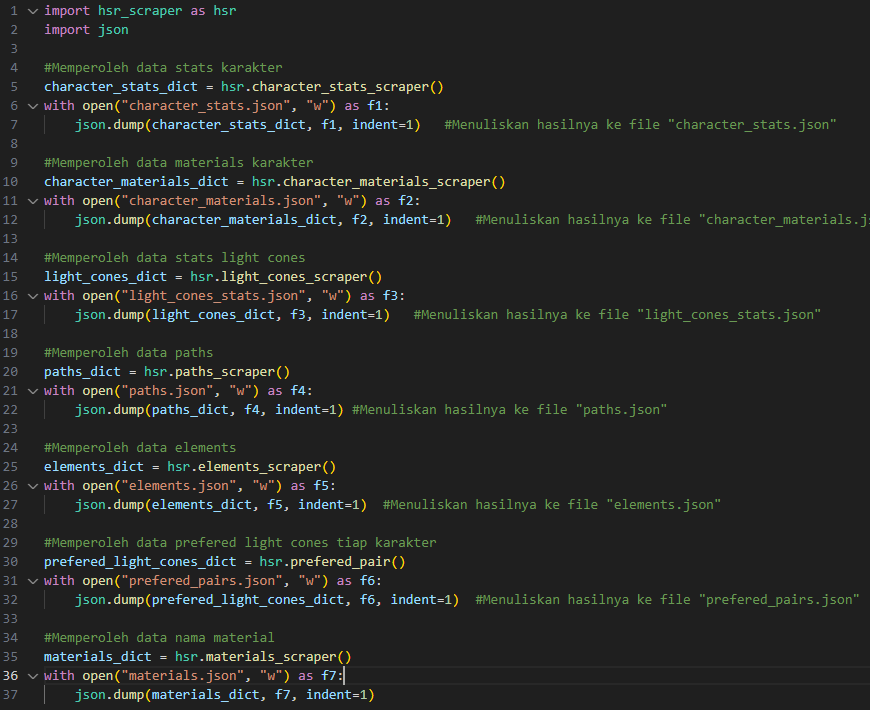 1 import hsr_scraper as hsr
2 import json
3
4 #Memperoleh data stats karakter
5 character_stats_dict = hsr.character_stats_scraper()
6 with open("character_stats.json", "w") as f1:
7     json.dump(character_stats_dict, f1, indent=1)   #Menuliskan hasilnya ke file "character_stats.json"
8
9 #Memperoleh data materials karakter
10 character_materials_dict = hsr.character_materials_scraper()
11 with open("character_materials.json", "w") as f2:
12     json.dump(character_materials_dict, f2, indent=1)   #Menuliskan hasilnya ke file "character_materials.js
13
14 #Memperoleh data stats light cones
15 light_cones_dict = hsr.light_cones_scraper()
16 with open("light_cones_stats.json", "w") as f3:
17     json.dump(light_cones_dict, f3, indent=1)   #Menuliskan hasilnya ke file "light_cones_stats.json"
18
19 #Memperoleh data paths
20 paths_dict = hsr.paths_scraper()
21 with open("paths.json", "w") as f4:
22     json.dump(paths_dict, f4, indent=1) #Menuliskan hasilnya ke file "paths.json"
23
24 #Memperoleh data elements
25 elements_dict = hsr.elements_scraper()
26 with open("elements.json", "w") as f5:
27     json.dump(elements_dict, f5, indent=1)  #Menuliskan hasilnya ke file "elements.json"
28
29 #Memperoleh data prefered light cones tiap karakter
30 prefered_light_cones_dict = hsr.prefered_pair()
31 with open("prefered_pairs.json", "w") as f6:
32     json.dump(prefered_light_cones_dict, f6, indent=1)  #Menuliskan hasilnya ke file "prefered_pairs.json"
33
34 #Memperoleh data nama material
35 materials_dict = hsr.materials_scraper()
36 with open("materials.json", "w") as f7:
37     json.dump(materials_dict, f7, indent=1)